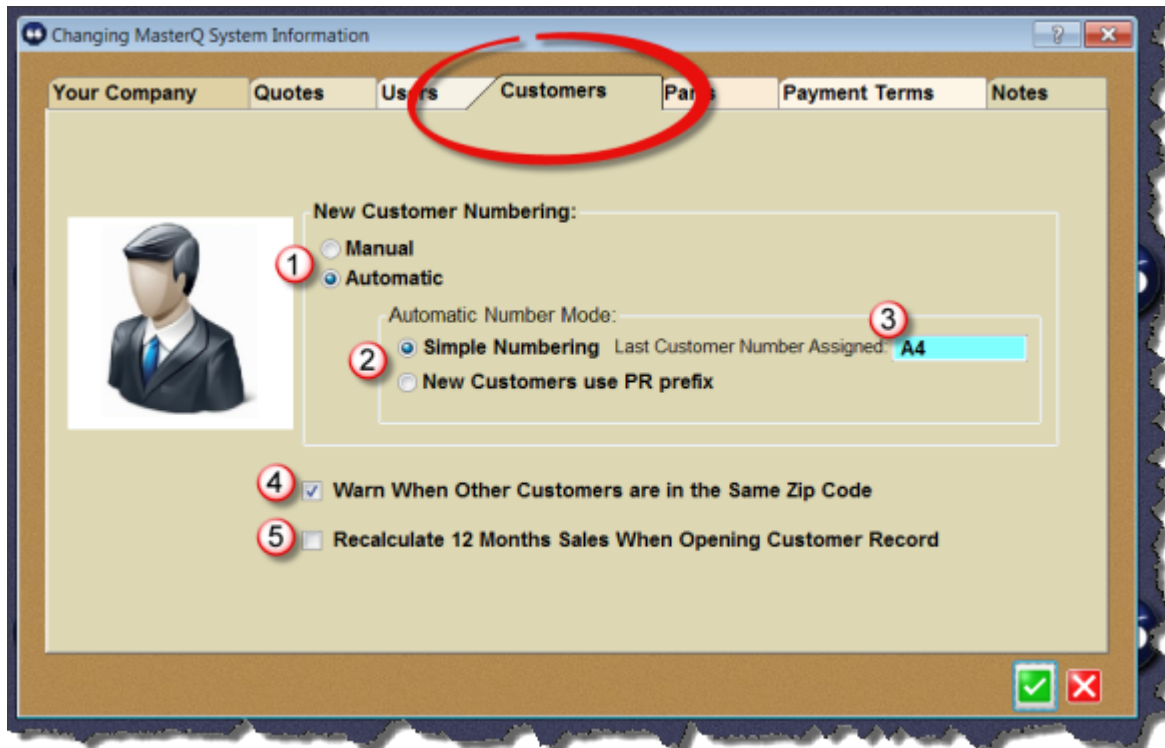 Changing MasterQ System Information
Your Company Quotes Users Customers Parts Payment Terms Notes
New Customer Numbering:
Manual
1
Automatic
Automatic Number Mode:
3
Simple Numbering Last Customer Number Assigned: A4
2
New Customers use PR prefix
4 Warn When Other Customers are in the Same Zip Code
5 Recalculate 12 Months Sales When Opening Customer Record